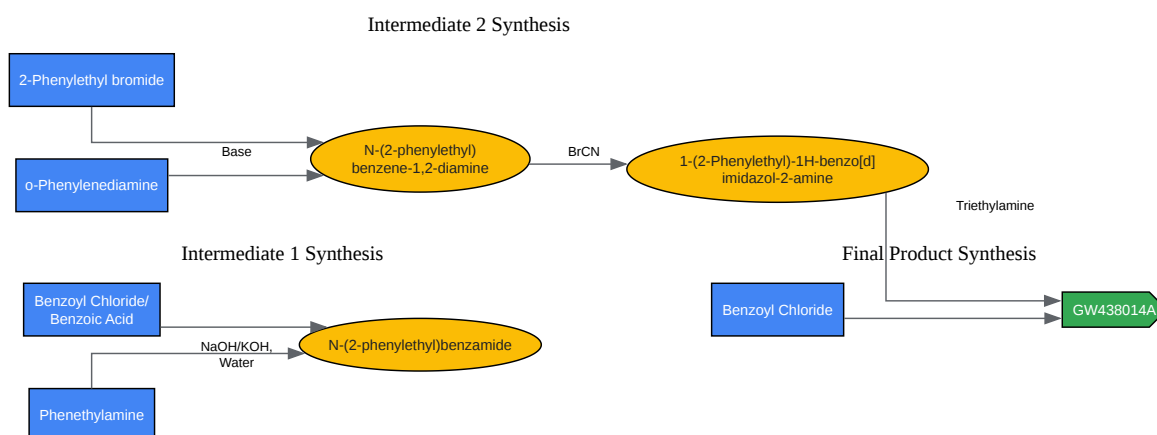 Intermediate 2 Synthesis
2-Phenylethyl bromide
Base
o-Phenylenediamine
N-(2-phenylethyl)
benzene-1,2-diamine
BrCN
1-(2-Phenylethyl)-1H-benzo[d]
imidazol-2-amine
Triethylamine
Intermediate 1 Synthesis
Benzoyl Chloride/
Benzoic Acid
NaOH/KOH,
Water
Phenethylamine
N-(2-phenylethyl)benzamide
Final Product Synthesis
Benzoyl Chloride
GW438014A